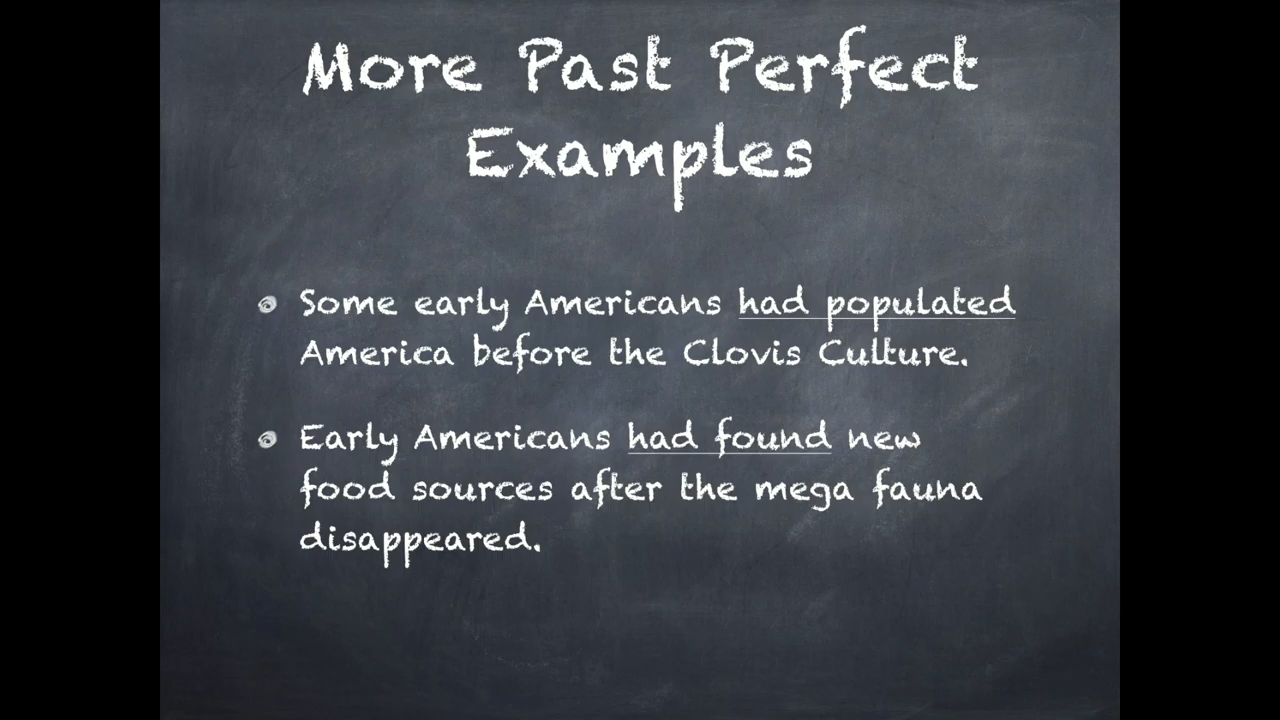 More Past Perfect
Examples
Some early Americans had populated
America before the Clovis Culture.
Early Americans had found new
food sources after the mega fauna
disappeared.